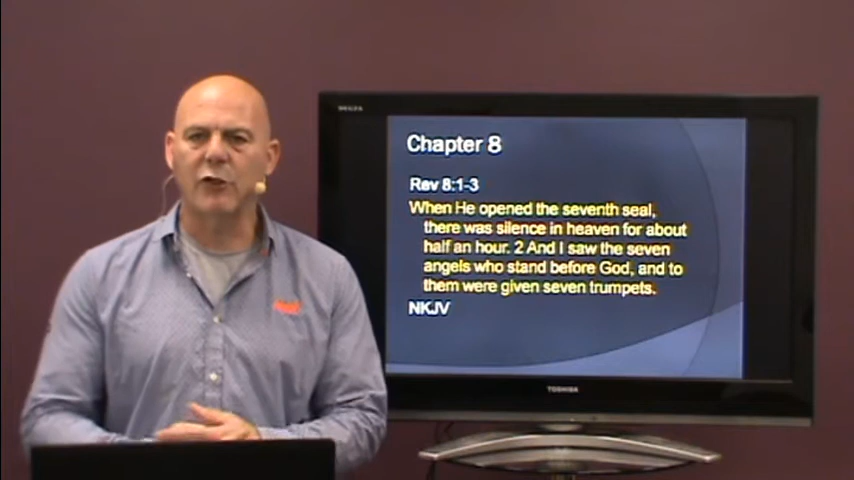 Chapter 8
Rev 8:1-3
When He opened the seventh seal,
there was silence in heaven for about
half an hour. 2 And I saw the seven
angels who stand before God, and to
them were given seven trumpets.
NKJV
TOSHIBA